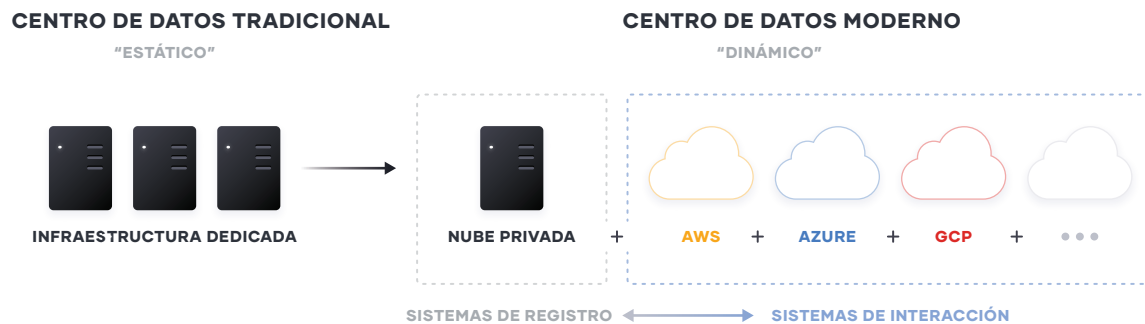 CENTRO DE DATOS TRADICIONAL
“ESTÁTICO”
CENTRO DE DATOS MODERNO
“DINÁMICO”
INFRAESTRUCTURA DEDICADA
NUBE PRIVADA + AWS + AZURE + GCP + •••
SISTEMAS DE REGISTRO
SISTEMAS DE INTERACCIÓN